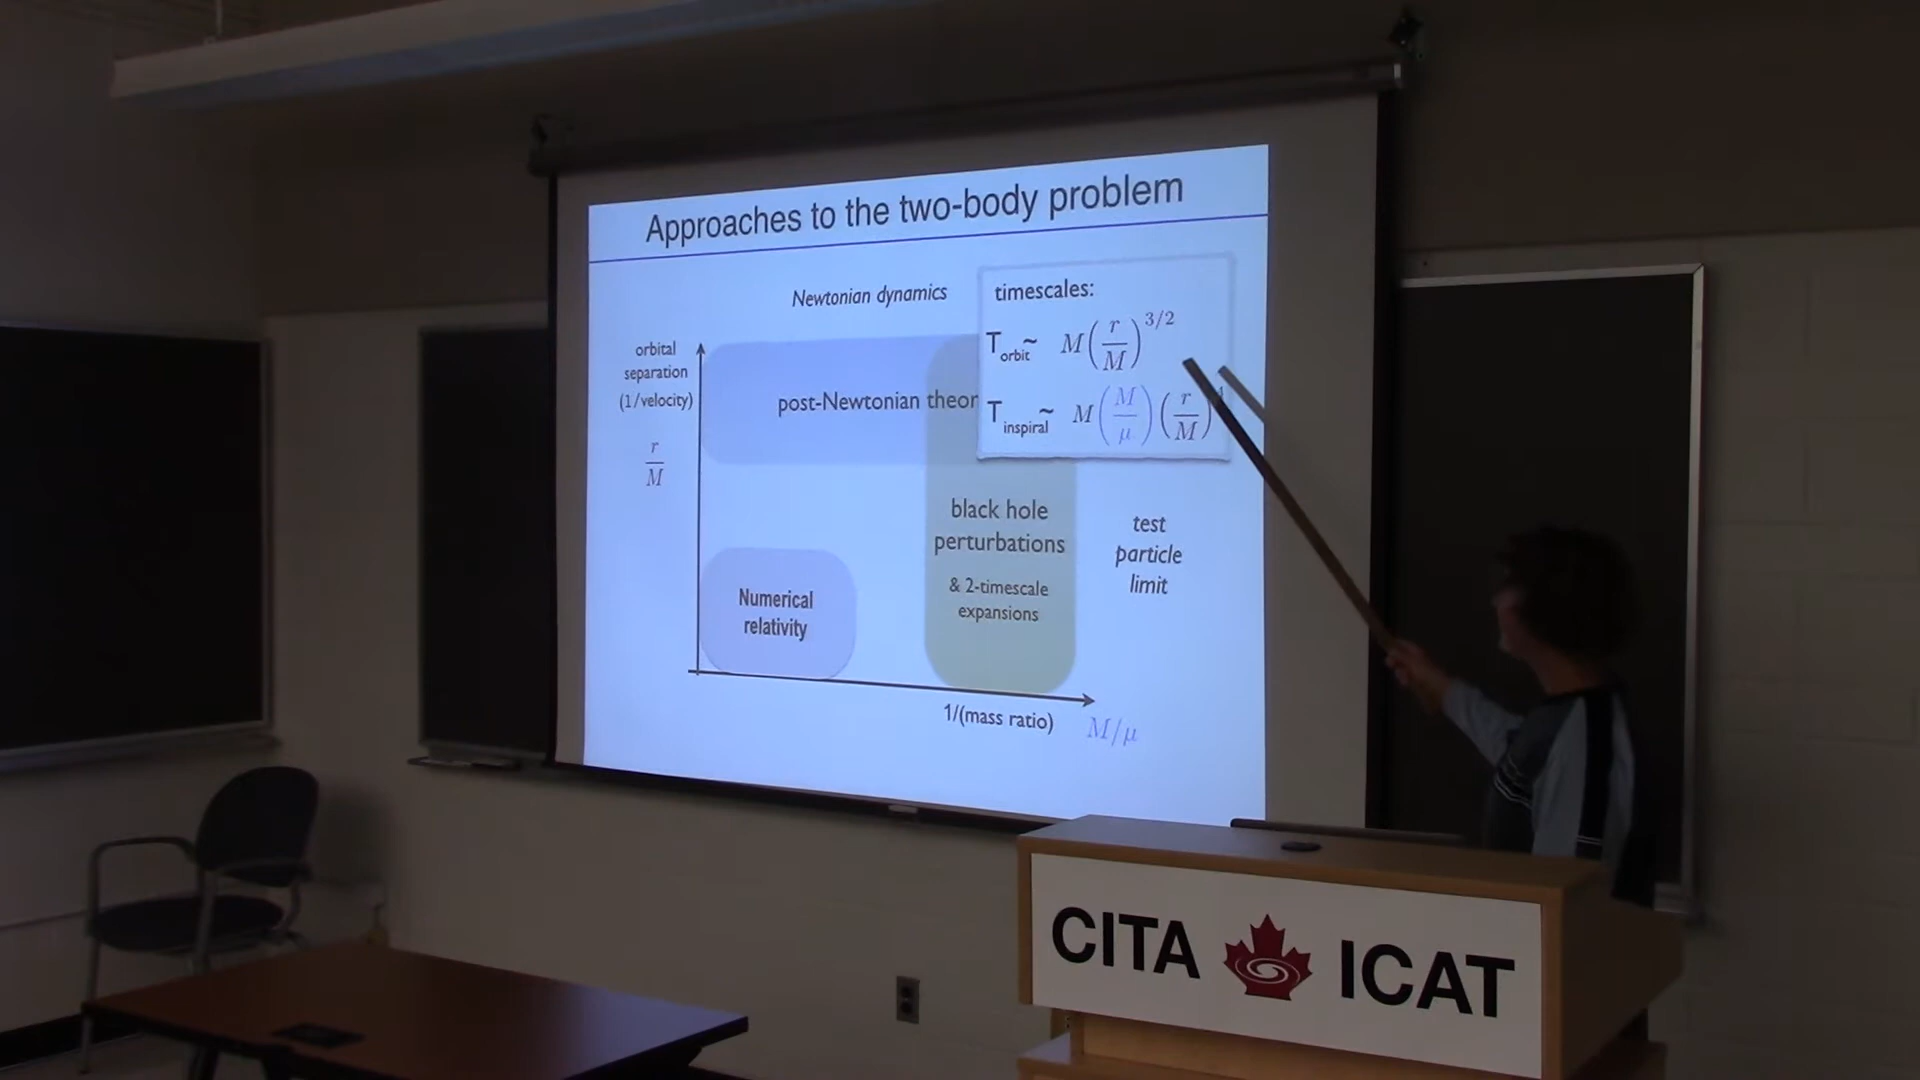 Approaches to the two-body problem
Newtonian dynamics
timescales:
T_orbit ~ M(r/M)^3/2
T_inspiral ~ M(M/μ)(r/M)^4
orbital
separation
(1/velocity)
r/M
post-Newtonian theor
black hole
perturbations
& 2-timescale
expansions
test
particle
limit
Numerical
relativity
1/(mass ratio)
M/μ
CITA ICAT